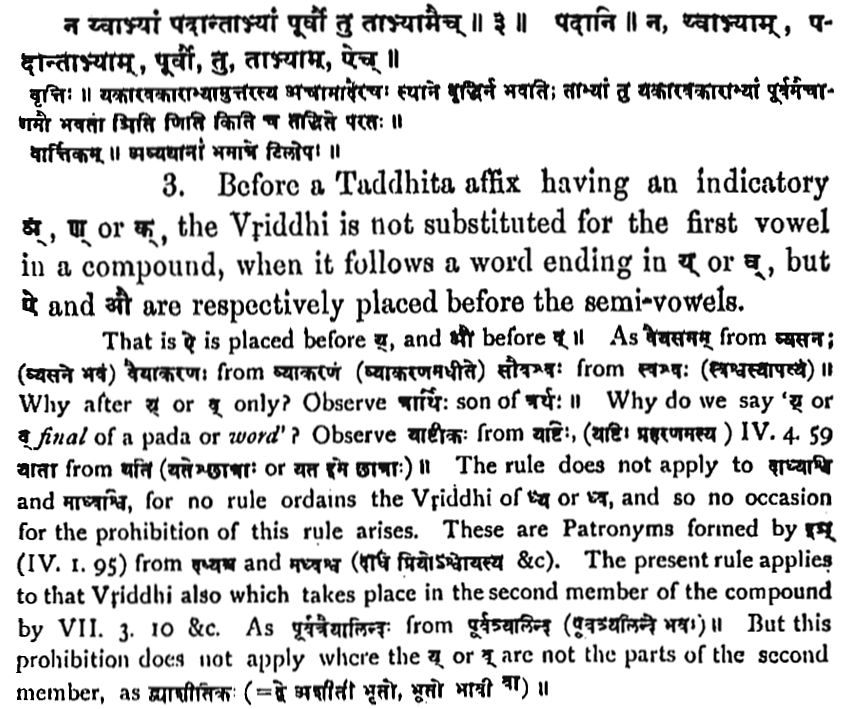 न य्वाभ्यां पदान्ताभ्यां पूर्वौ तु ताभ्यामैच् ॥ ३ ॥ पदानि ॥ न, य्वाभ्याम्, प-
दान्ताभ्याम्, पूर्वौ, तु, ताभ्याम्, ऐच् ॥
वृत्तिः ॥ यकारवकाराभ्यामुत्तरस्य अचामादेरचः स्थाने वृद्धिर्न भवति; ताभ्यां तु यकारवकाराभ्यां पूर्वमैचा-
गमौ भवतो ञिति णिति किति च तद्धिते परतः ॥
वार्त्तिकम् ॥ अव्ययानां भमात्रे टिलोपः ॥
3. Before a Taddhita affix having an indicatory
ञ्, ण् or क्, the Vṛiddhi is not substituted for the first vowel
in a compound, when it follows a word ending in य् or व्, but
ऐ and औ are respectively placed before the semi-vowels.
That is ऐ is placed before य्, and औ before व् ॥ As वैयसनम् from व्यसन;
(व्यसने भवं) वैयाकरणः from व्याकरणं (व्याकरणमधीते) सौवश्वः from स्वश्वः (स्वश्वस्यापत्यं) ॥
Why after य् or व् only? Observe नार्थिः son of नर्थः ॥ Why do we say 'य् or
व् final of a pada or word'? Observe याष्टीकः from यष्टिः, (यष्टिः प्रहरणमस्य) IV. 4. 59
याता from यति (यतेश्छात्राः or यत इमे छात्राः) ॥ The rule does not apply to दाध्यश्वि
and माध्वश्वि, for no rule ordains the Vṛiddhi of ध्य or ध्व, and so no occasion
for the prohibition of this rule arises. These are Patronyms formed by इञ्
(IV. 1. 95) from दध्यश्व and मध्वश्व (दधि प्रियोऽश्वोयस्य &c). The present rule applies
to that Vṛiddhi also which takes place in the second member of the compound
by VII. 3. 10 &c. As पूर्वत्रैयालिन्दः from पूर्वत्र्यलिन्द (पूर्वत्र्यलिन्दे भवः) ॥ But this
prohibition does not apply where the य् or व् are not the parts of the second
member, as द्व्याशीतिकः (=द्वे अशीती भृतो, भूतो भावी वा) ॥